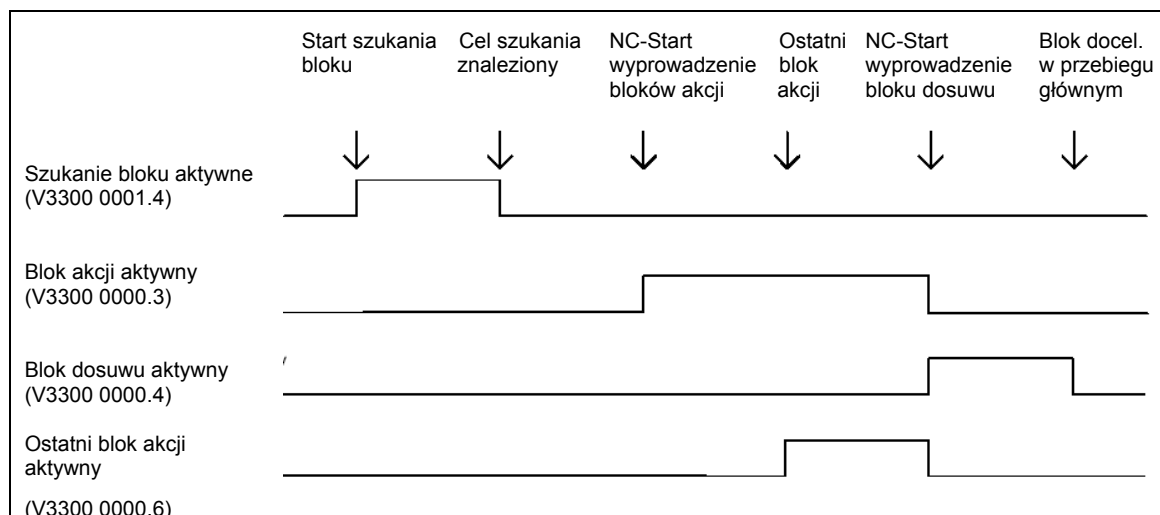 Start szukania
bloku
Cel szukania
znaleziony
NC-Start
wyprowadzenie
bloków akcji
Ostatni
blok
akcji
NC-Start
wyprowadzenie
bloku dosuwu
Blok docel.
w przebiegu
głównym
Szukanie bloku aktywne
(V3300 0001.4)
Blok akcji aktywny
(V3300 0000.3)
Blok dosuwu aktywny
(V3300 0000.4)
Ostatni blok akcji
aktywny
(V3300 0000.6)